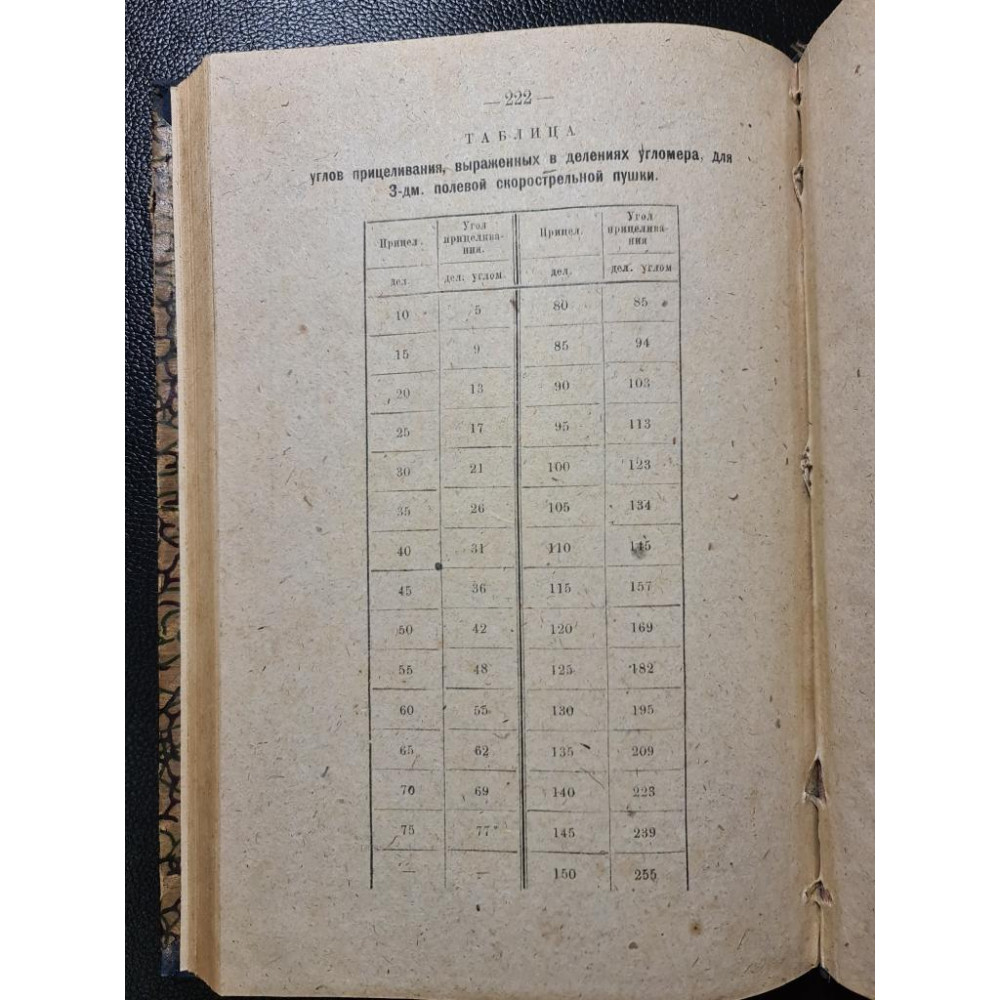 — 222 —
ТАБЛИЦА
углов прицеливания, выраженных в делениях угломера, для
3-дм. полевой скорострельной пушки.
Прицел. Угол прицелива-ния. Прицел. Угол прицелива-ния
дел. дел. углом. дел. дел. углом
10 5 80 85
15 9 85 94
20 13 90 103
25 17 95 113
30 21 100 123
35 26 105 134
40 31 110 145
45 36 115 157
50 42 120 169
55 48 125 182
60 55 130 195
65 62 135 209
70 69 140 223
75 77 145 239
— — 150 255